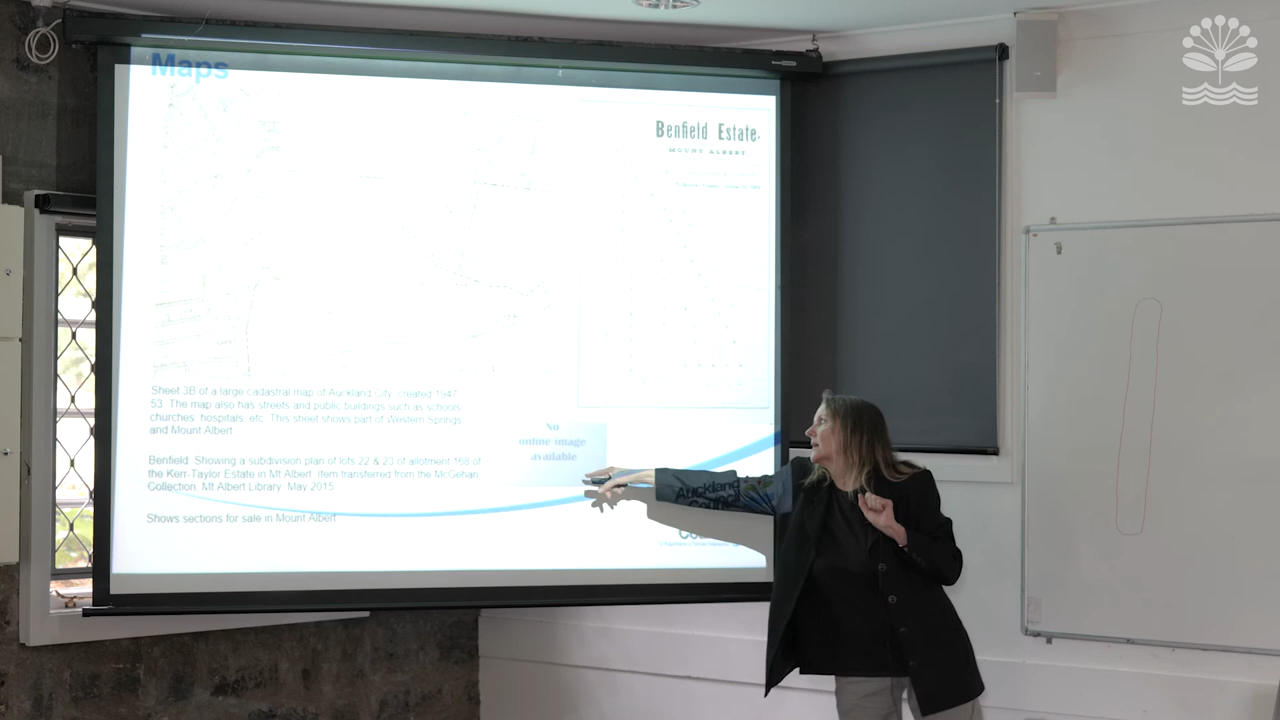 Maps
Benfield Estate.
MOUNT ALBERT
Sheet 3B of a large cadastral map of Auckland City, created 1947-
53. The map also has streets and public buildings such as schools,
churches, hospitals, etc. This sheet shows part of Western Springs
and Mount Albert
No
online image
available
Benfield. Showing a subdivision plan of lots 22 & 23 of allotment 168 of
the Kerr-Taylor Estate in Mt Albert. Item transferred from the McGehan
Collection. Mt Albert Library. May 2015.
Shows sections for sale in Mount Albert
Auckland
Council